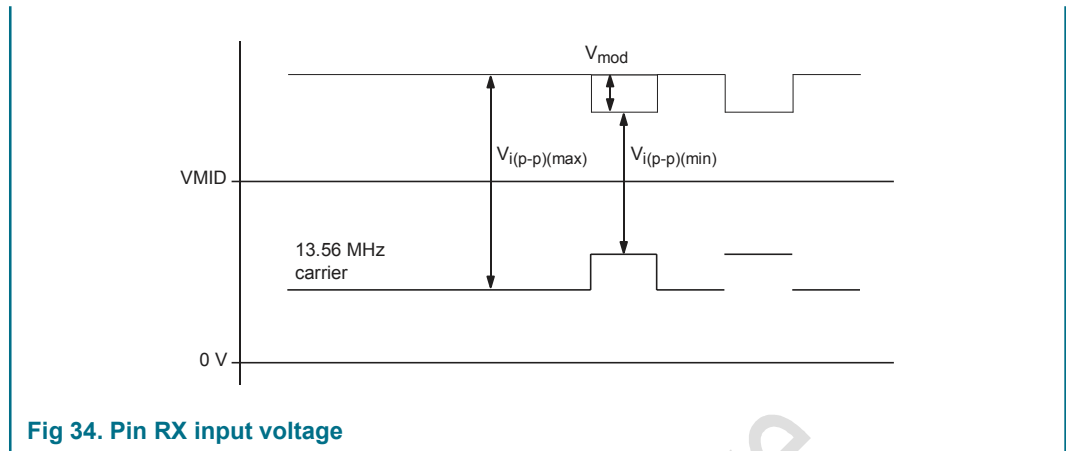 Vmod
Vi(p-p)(max)
Vi(p-p)(min)
VMID
13.56 MHz
carrier
0 V
Fig 34. Pin RX input voltage